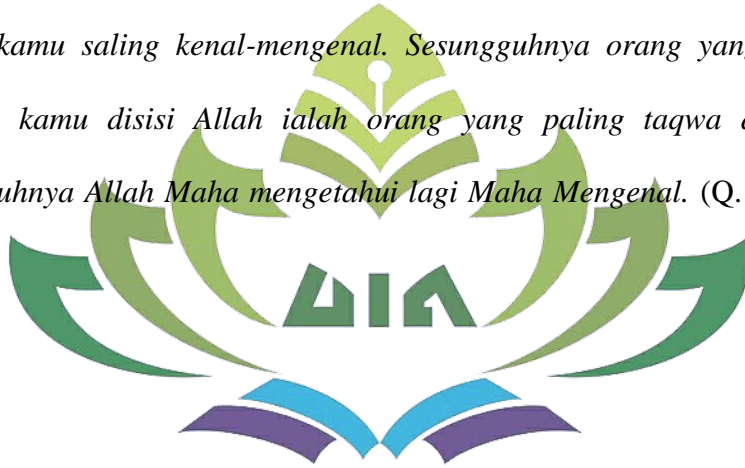 kamu saling kenal-mengenal. Sesungguhnya orang yang
kamu disisi Allah ialah orang yang paling taqwa
uhnya Allah Maha mengetahui lagi Maha Mengenal. (Q.
UIN